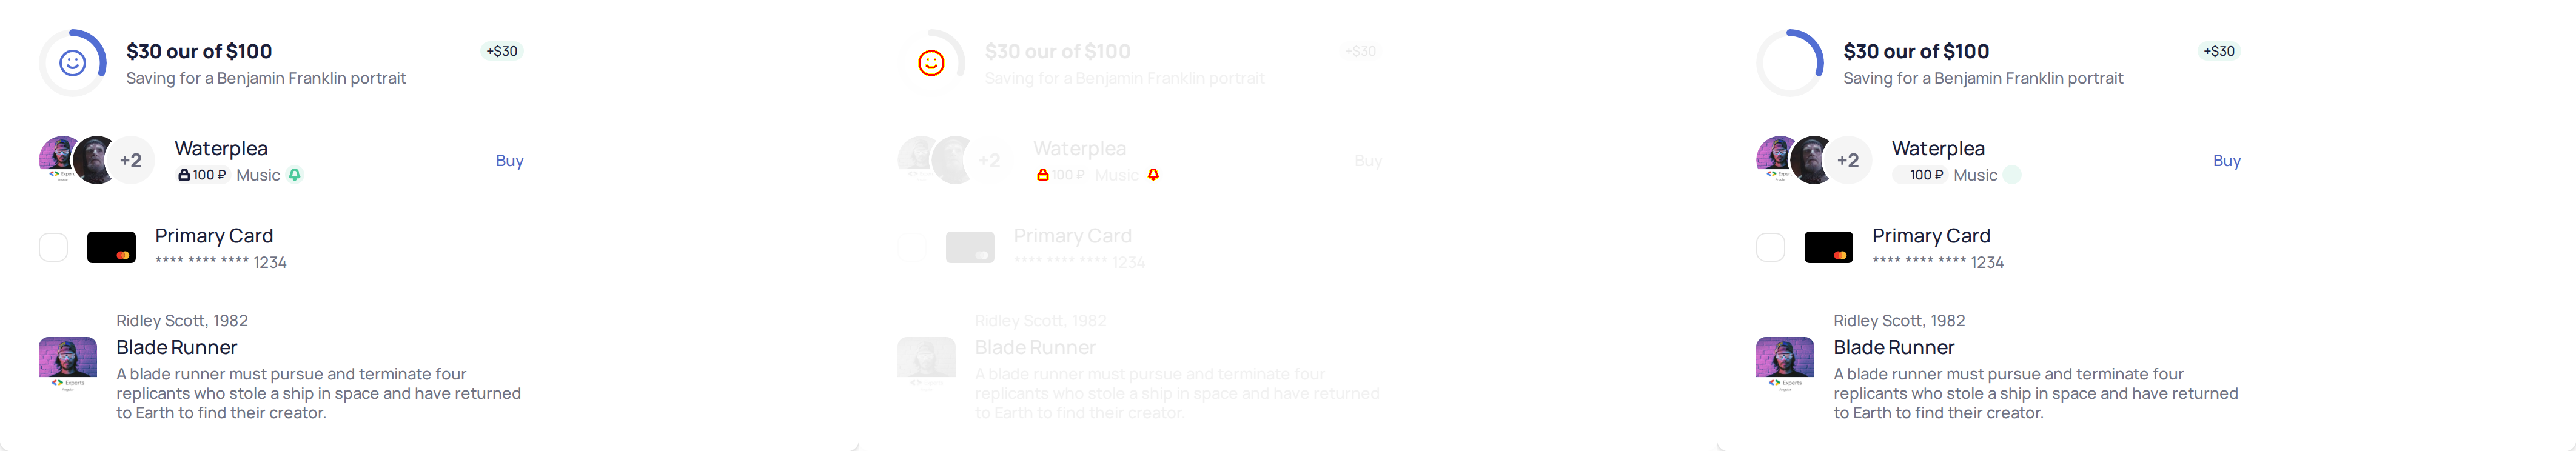 $30 our of $100
+$30
Saving for a Benjamin Franklin portrait
+2
Waterplea
100 ₽ Music
Buy
Primary Card
**** **** **** 1234
Ridley Scott, 1982
Blade Runner
Experts
A blade runner must pursue and terminate four
replicants who stole a ship in space and have returned
to Earth to find their creator.
$30 our of $100
+$30
Saving for a Benjamin Franklin portrait
+2
Waterplea
100 ₽ Music
Buy
Primary Card
**** **** **** 1234
Ridley Scott, 1982
Blade Runner
A blade runner must pursue and terminate four
replicants who stole a ship in space and have returned
to Earth to find their creator.
$30 our of $100
+$30
Saving for a Benjamin Franklin portrait
+2
Waterplea
100 ₽ Music
Buy
Primary Card
**** **** **** 1234
Ridley Scott, 1982
Blade Runner
Experts
A blade runner must pursue and terminate four
replicants who stole a ship in space and have returned
to Earth to find their creator.